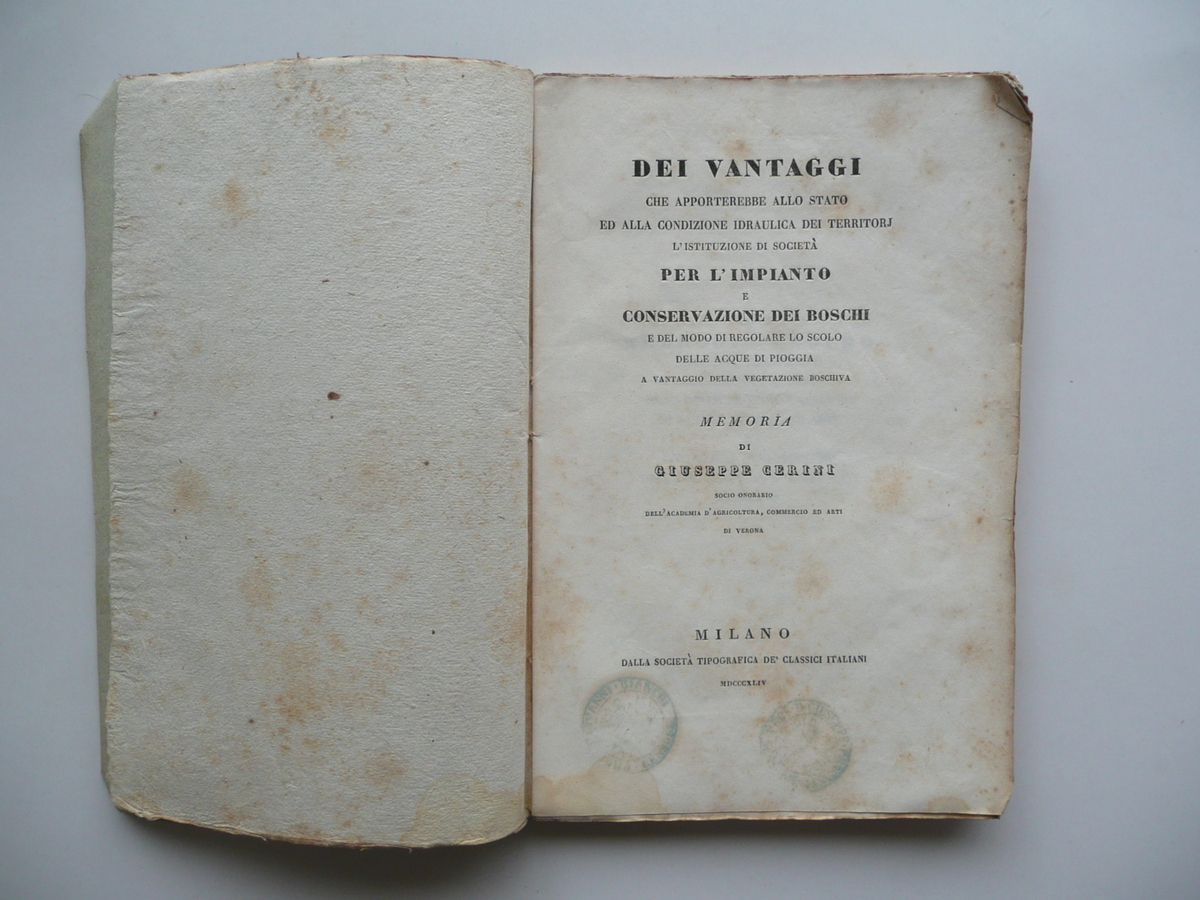 DEI VANTAGGI
CHE APPORTEREBBE ALLO STATO
ED ALLA CONDIZIONE IDRAULICA DEI TERRITORJ
L'ISTITUZIONE DI SOCIETÀ
PER L'IMPIANTO
E
CONSERVAZIONE DEI BOSCHI
E DEL MODO DI REGOLARE LO SCOLO
DELLE ACQUE DI PIOGGIA
A VANTAGGIO DELLA VEGETAZIONE BOSCHIVA
MEMORIA
DI
GIUSEPPE CERINI
SOCIO ONORARIO
DELL'ACADEMIA D'AGRICOLTURA, COMMERCIO ED ARTI
DI VERONA
MILANO
DALLA SOCIETÀ TIPOGRAFICA DE' CLASSICI ITALIANI
MDCCCXLIV